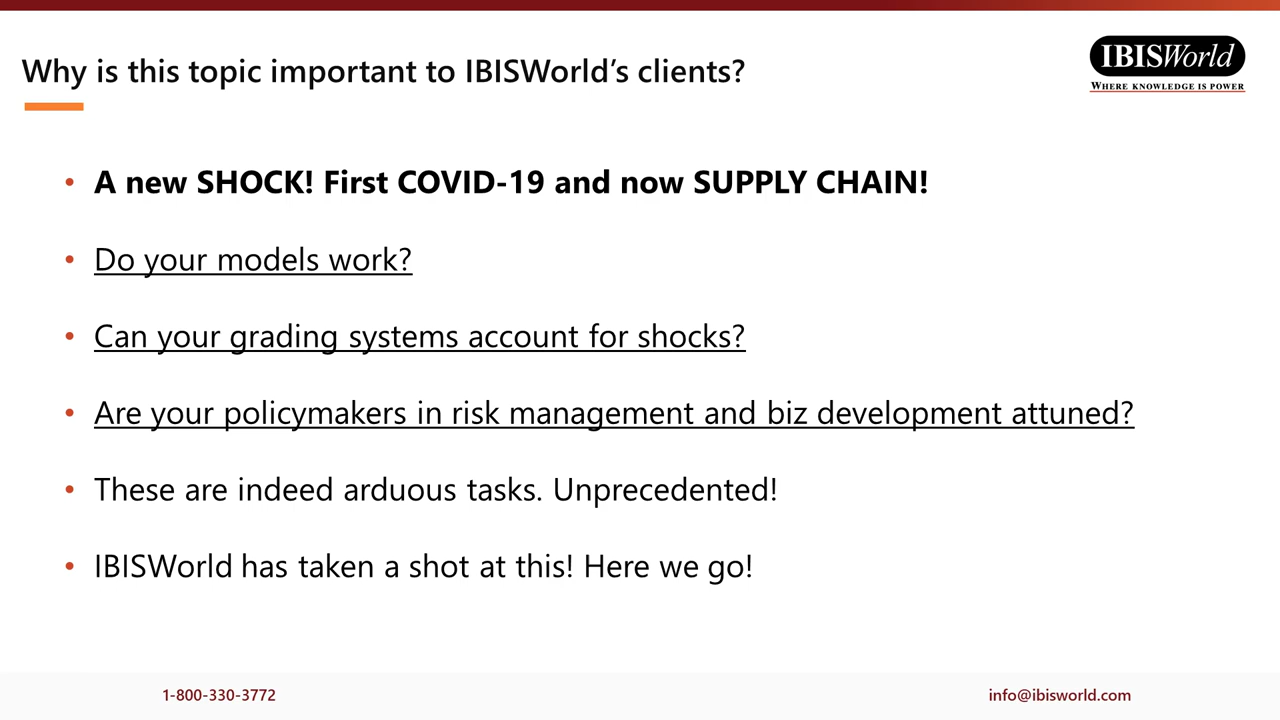 Why is this topic important to IBISWorld’s clients?
IBISWorld
WHERE KNOWLEDGE IS POWER
• A new SHOCK! First COVID-19 and now SUPPLY CHAIN!
• Do your models work?
• Can your grading systems account for shocks?
• Are your policymakers in risk management and biz development attuned?
• These are indeed arduous tasks. Unprecedented!
• IBISWorld has taken a shot at this! Here we go!
1-800-330-3772
info@ibisworld.com